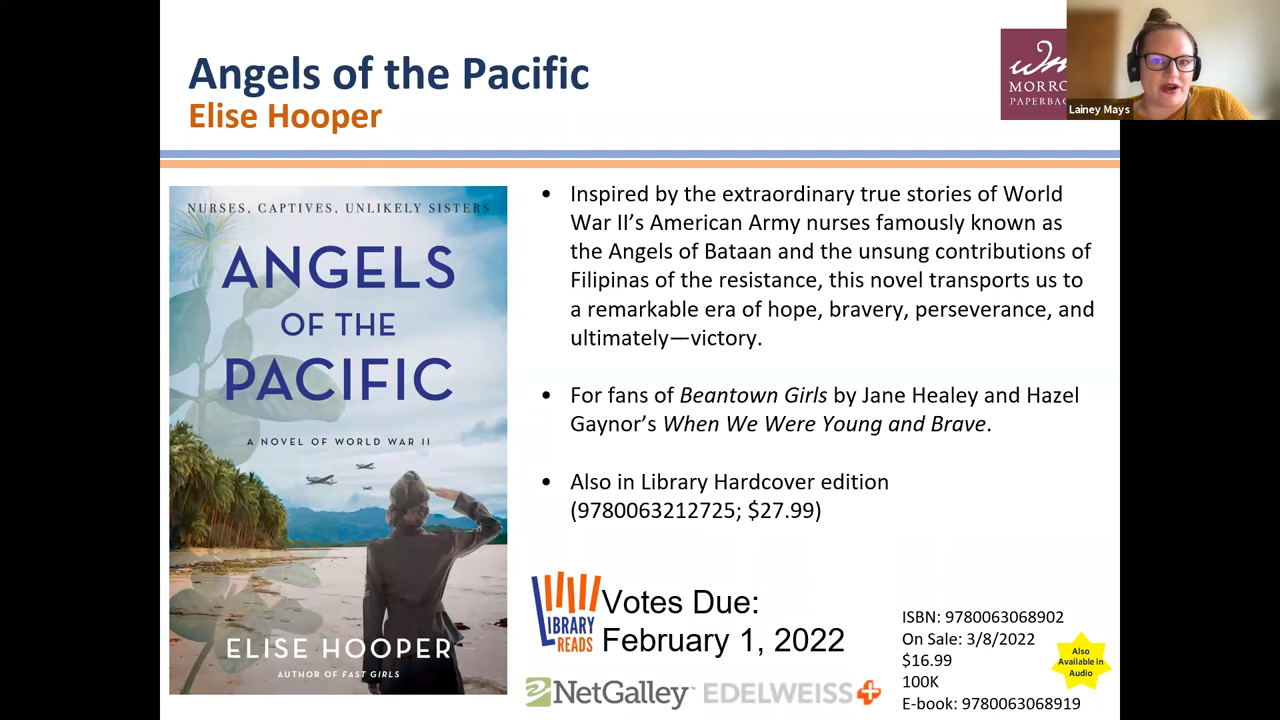 Angels of the Pacific
Elise Hooper
MORRO
PAPERBAC
Lainey Mays
NURSES, CAPTIVES, UNLIKELY SISTERS
ANGELS
OF THE
PACIFIC
A NOVEL OF WORLD WAR II
ELISE HOOPER
AUTHOR OF FAST GIRLS
• Inspired by the extraordinary true stories of World
War II’s American Army nurses famously known as
the Angels of Bataan and the unsung contributions of
Filipinas of the resistance, this novel transports us to
a remarkable era of hope, bravery, perseverance, and
ultimately—victory.
• For fans of Beantown Girls by Jane Healey and Hazel
Gaynor’s When We Were Young and Brave.
• Also in Library Hardcover edition
(9780063212725; $27.99)
LIBRARY
READS
Votes Due:
February 1, 2022
NetGalley
EDELWEISS+
ISBN: 9780063068902
On Sale: 3/8/2022
$16.99
100K
E-book: 9780063068919
Also
Available in
Audio